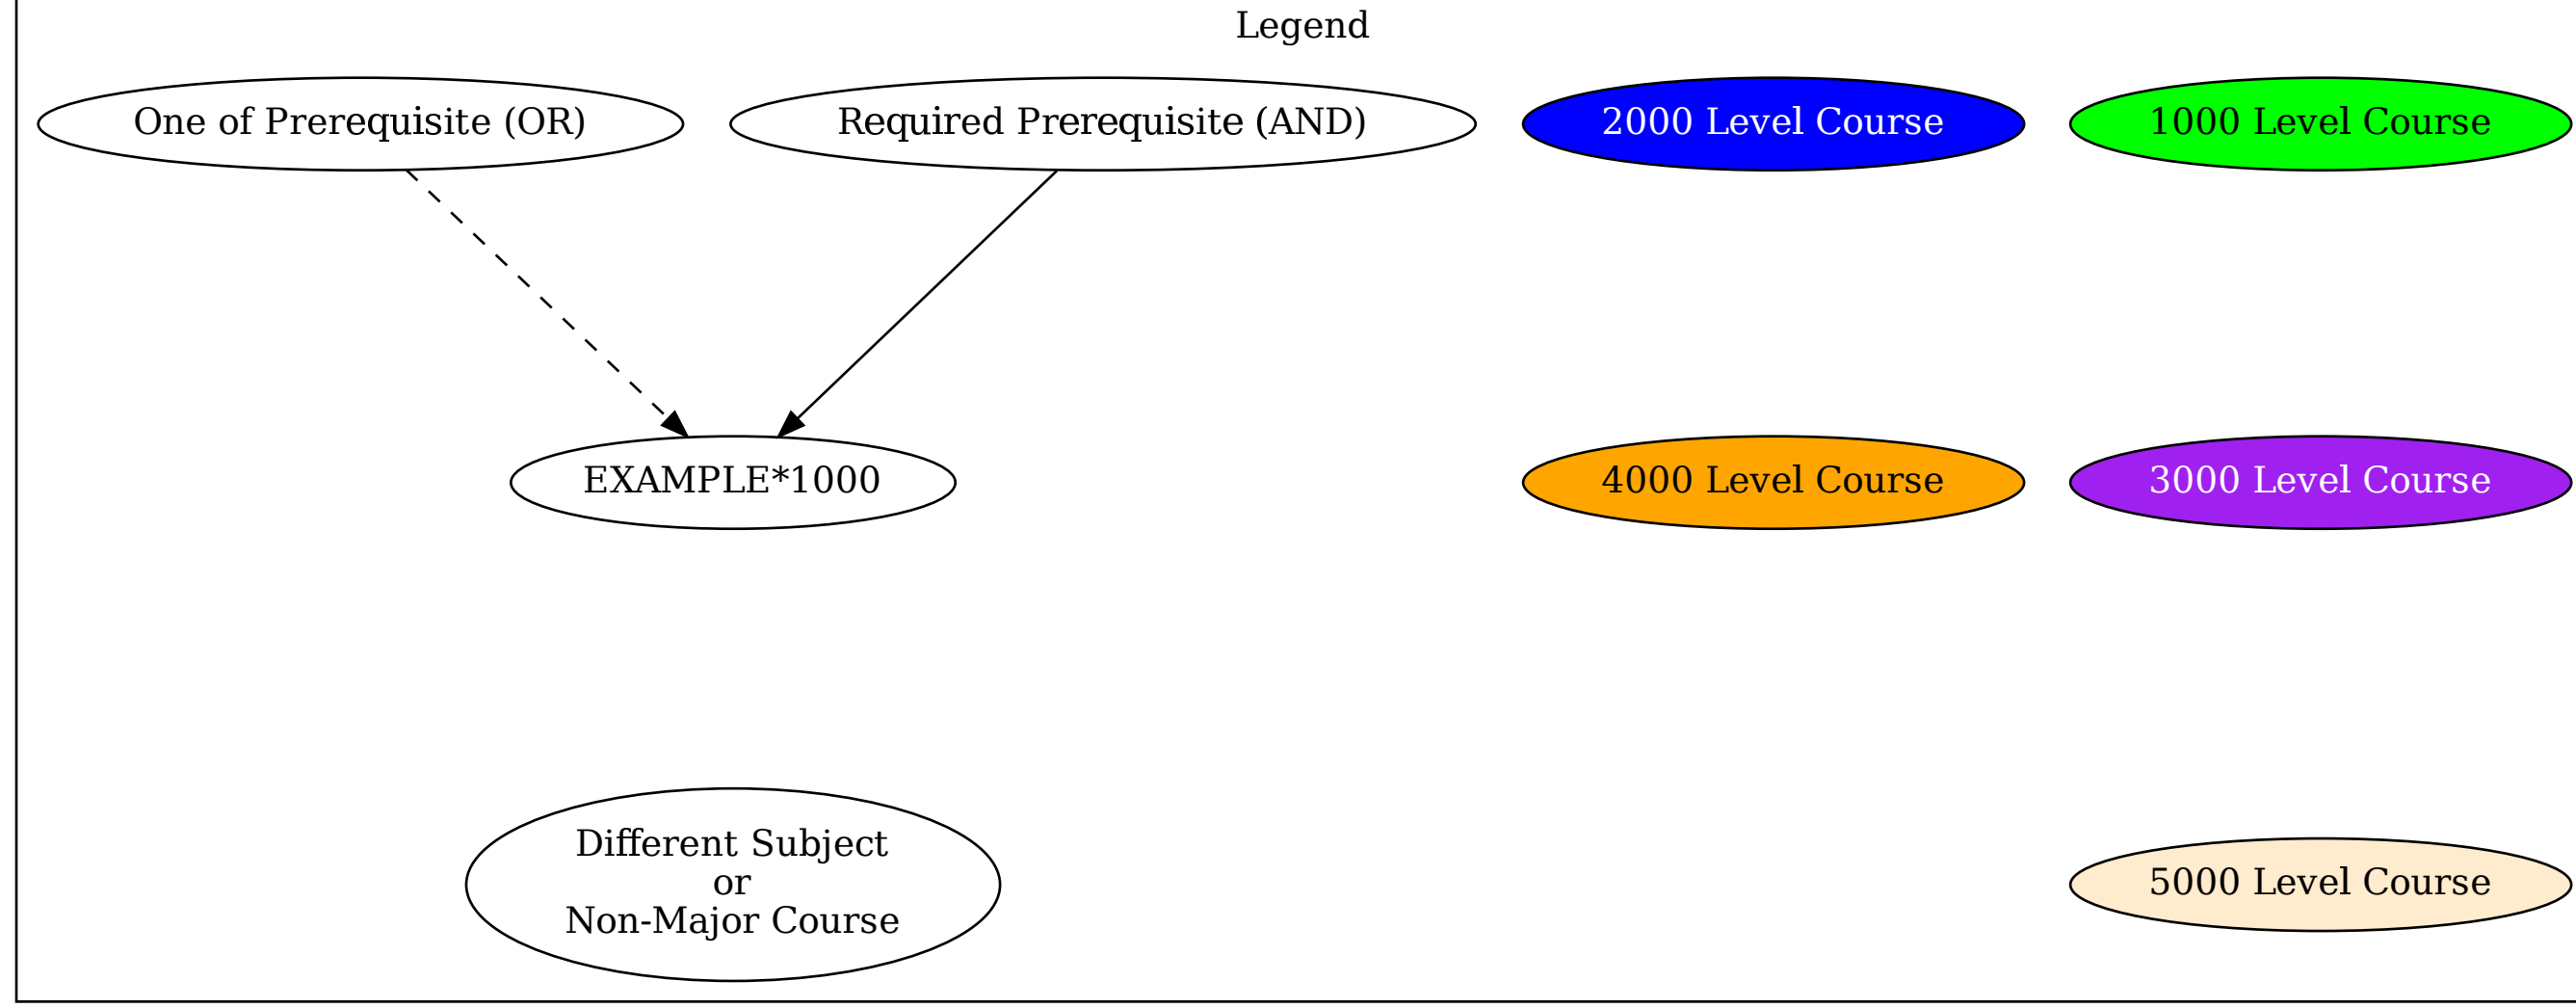 Legend
One of Prerequisite (OR)
Required Prerequisite (AND)
2000 Level Course
1000 Level Course
EXAMPLE*1000
4000 Level Course
3000 Level Course
Different Subject
or
Non-Major Course
5000 Level Course